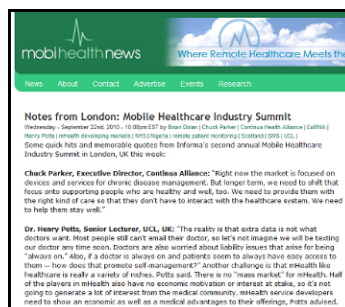 mobihealthnews
Where Remote Healthcare Meets the
News About Contact Advertise Events Research
Notes from London: Mobile Healthcare Industry Summit
Wednesday - September 22nd, 2010 - 10:00pm EST by Brian Dolan | Chuck Parker | Continua Health Alliance | EuHMA |
Henry Potts | mHealth developing markets | NHS | Nigeria | remote patient monitoring | Scotland | SMS | UCL |
Some quick hits and memorable quotes from Informa's second annual Mobile Healthcare
Industry Summit in London, UK this week:
Chuck Parker, Executive Director, Continua Alliance: "Right now the market is focused on
devices and services for chronic disease management. But longer term, we need to shift that
focus onto supporting people who are healthy and well, too. We need to provide them with
the right kind of care so that they don't have to interact with the healthcare system. We need
to help them stay well."
Dr. Henry Potts, Senior Lecturer, UCL, UK: "The reality is that extra data is not what
doctors want. Most people still can't email their doctor, so let's not imagine we will be texting
our doctor any time soon. Doctors are also worried about liability issues that arise for being
"always on." Also, if a doctor is always on and patients seem to always have easy access to
them — how does that promote self-management?" Another challenge is that mHealth like
healthcare is really a variety of niches, Potts said. There is no "mass market" for mHealth. Half
of the players in mHealth also have no economic motivation or interest at stake, so it's not
going to generate a lot of interest from the medical community. mHealth service developers
need to show an economic as well as a medical advantages to their offerings, Potts advised.